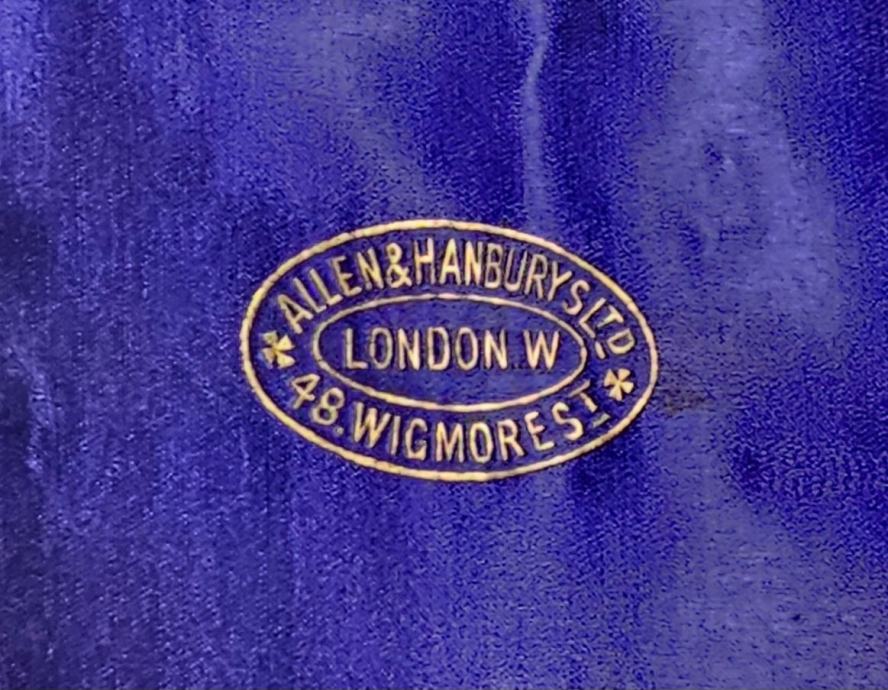 ALLEN & HANBURYS LTD
LONDON. W
48. WIGMORE ST